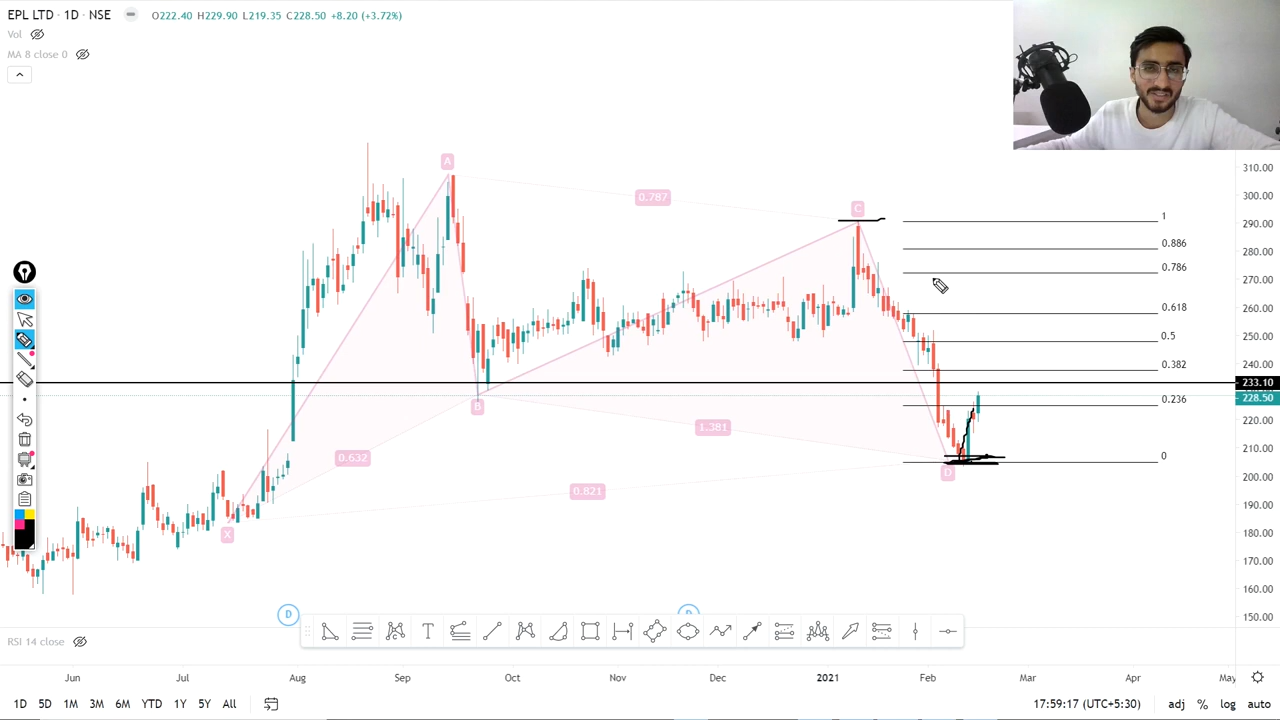 EPL LTD · 1D · NSE O222.40 H229.90 L219.35 C228.50 +8.20 (+3.72%)
Vol
MA 8 close 0
310.00
300.00
290.00
280.00
270.00
260.00
250.00
240.00
233.10
228.50
210.00
200.00
190.00
180.00
170.00
160.00
150.00
A
0.787
C
1
0.886
0.786
0.618
0.5
0.382
0.236
B
1.381
0.632
0
D
0.821
X
D
RSI 14 close
Jun Jul Aug Sep Oct Nov Dec 2021 Feb Mar Apr May
1D 5D 1M 3M 6M YTD 1Y 5Y All 17:59:17 (UTC+5:30) adj % log auto